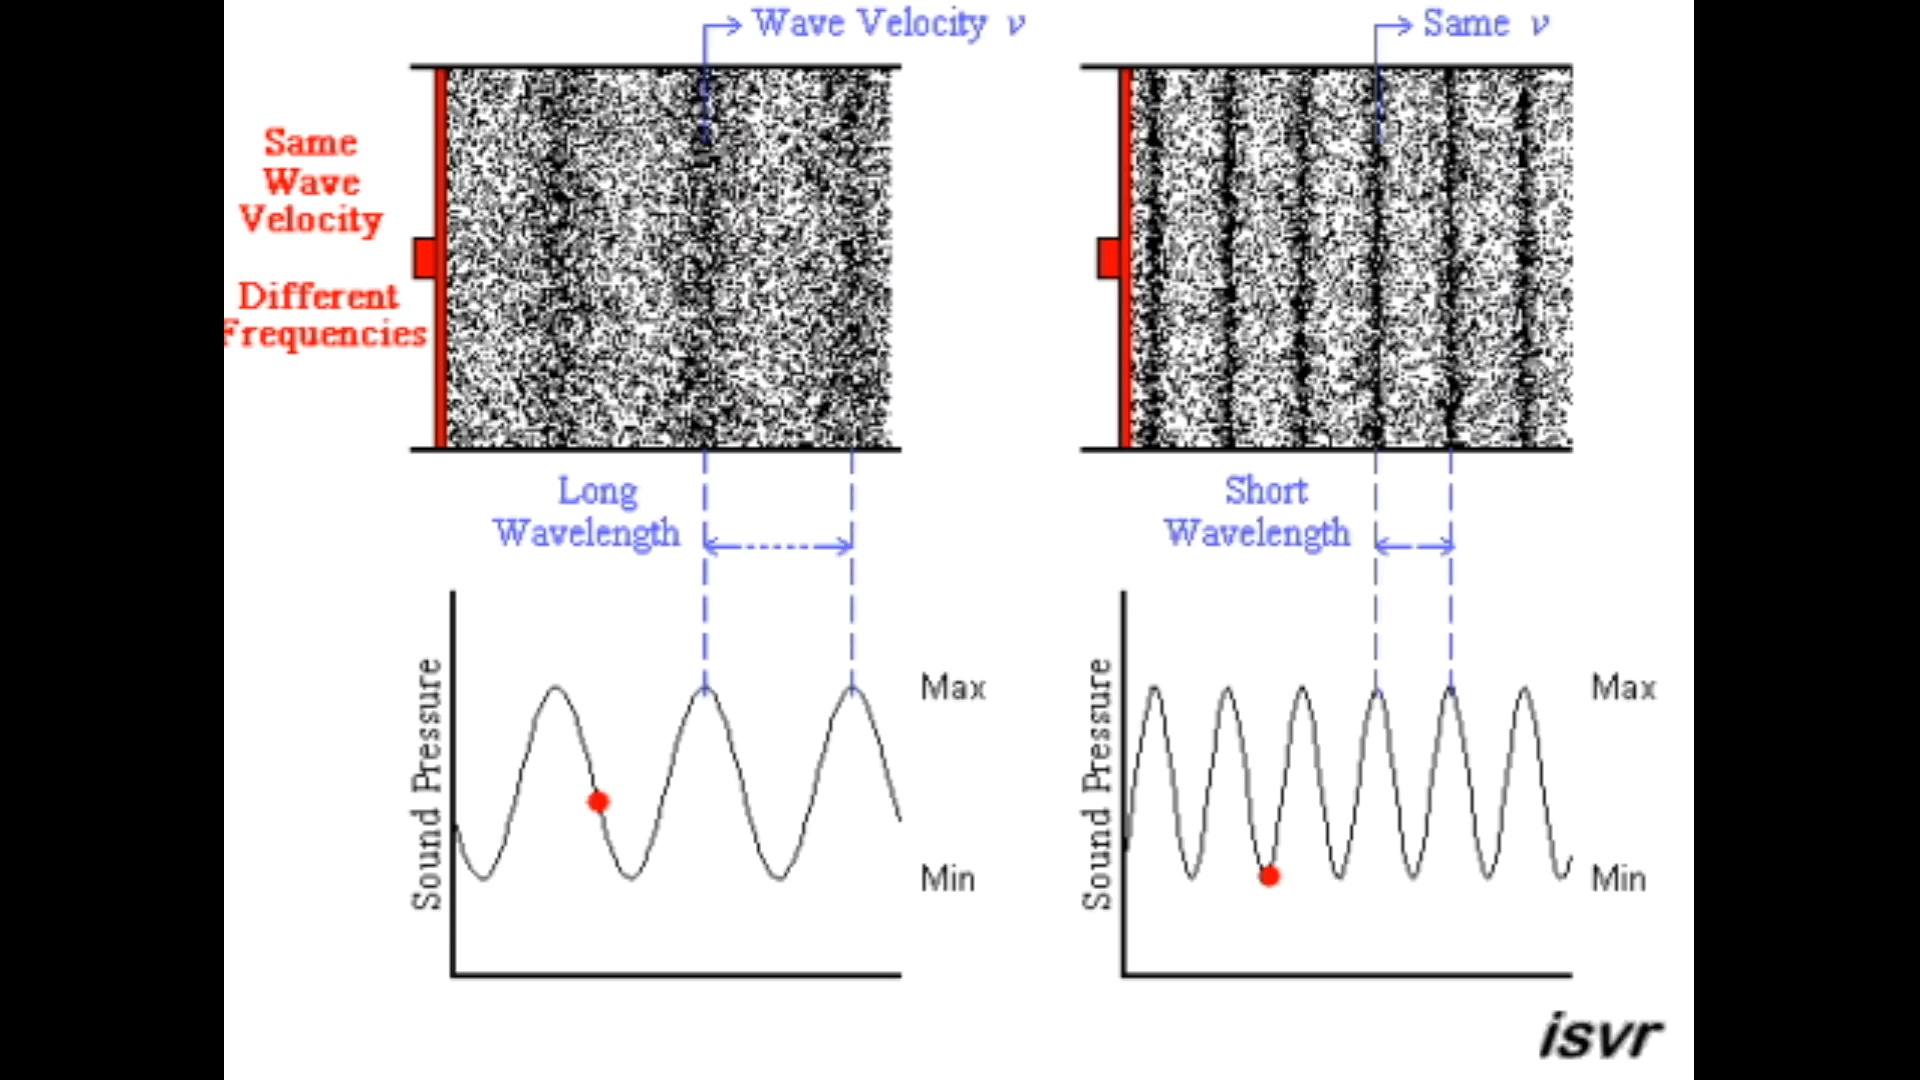 Wave Velocity v
Same v
Same
Wave
Velocity
Different
Frequencies
Long
Wavelength
Short
Wavelength
Sound Pressure
Max
Min
Sound Pressure
Max
Min
isvr